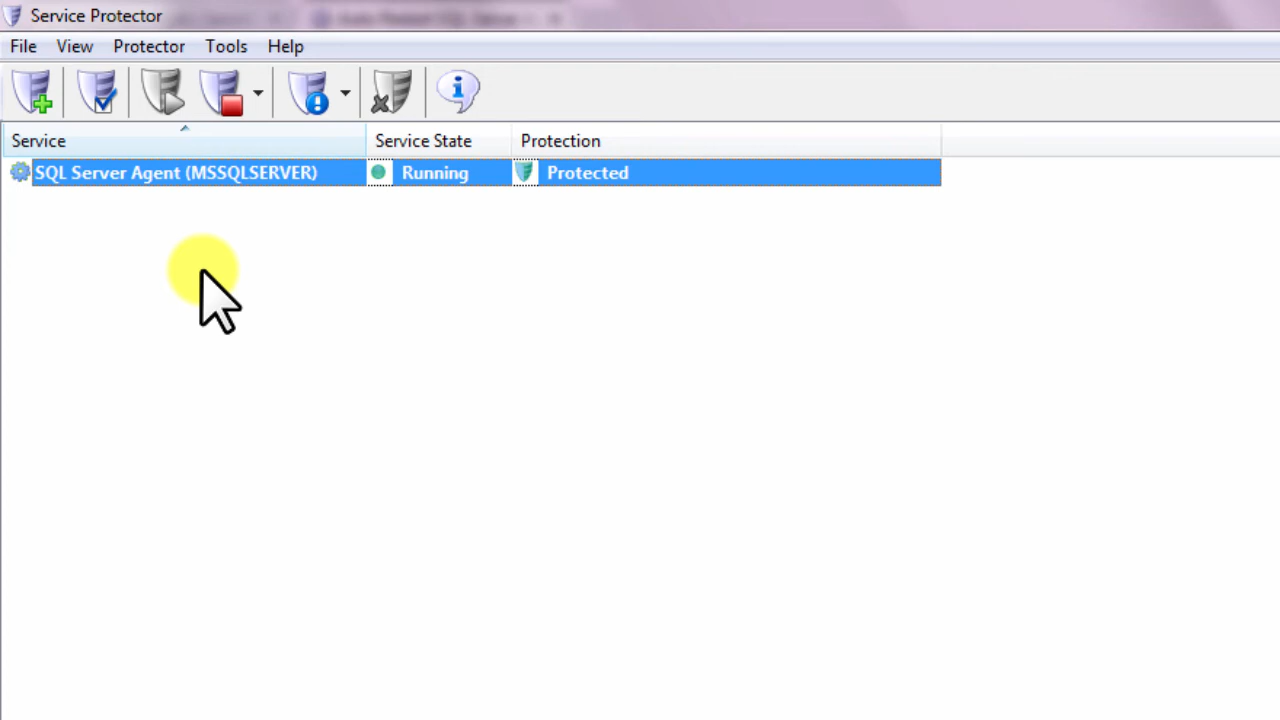 Service Protector
File View Protector Tools Help
Service Service State Protection
SQL Server Agent (MSSQLSERVER) Running Protected